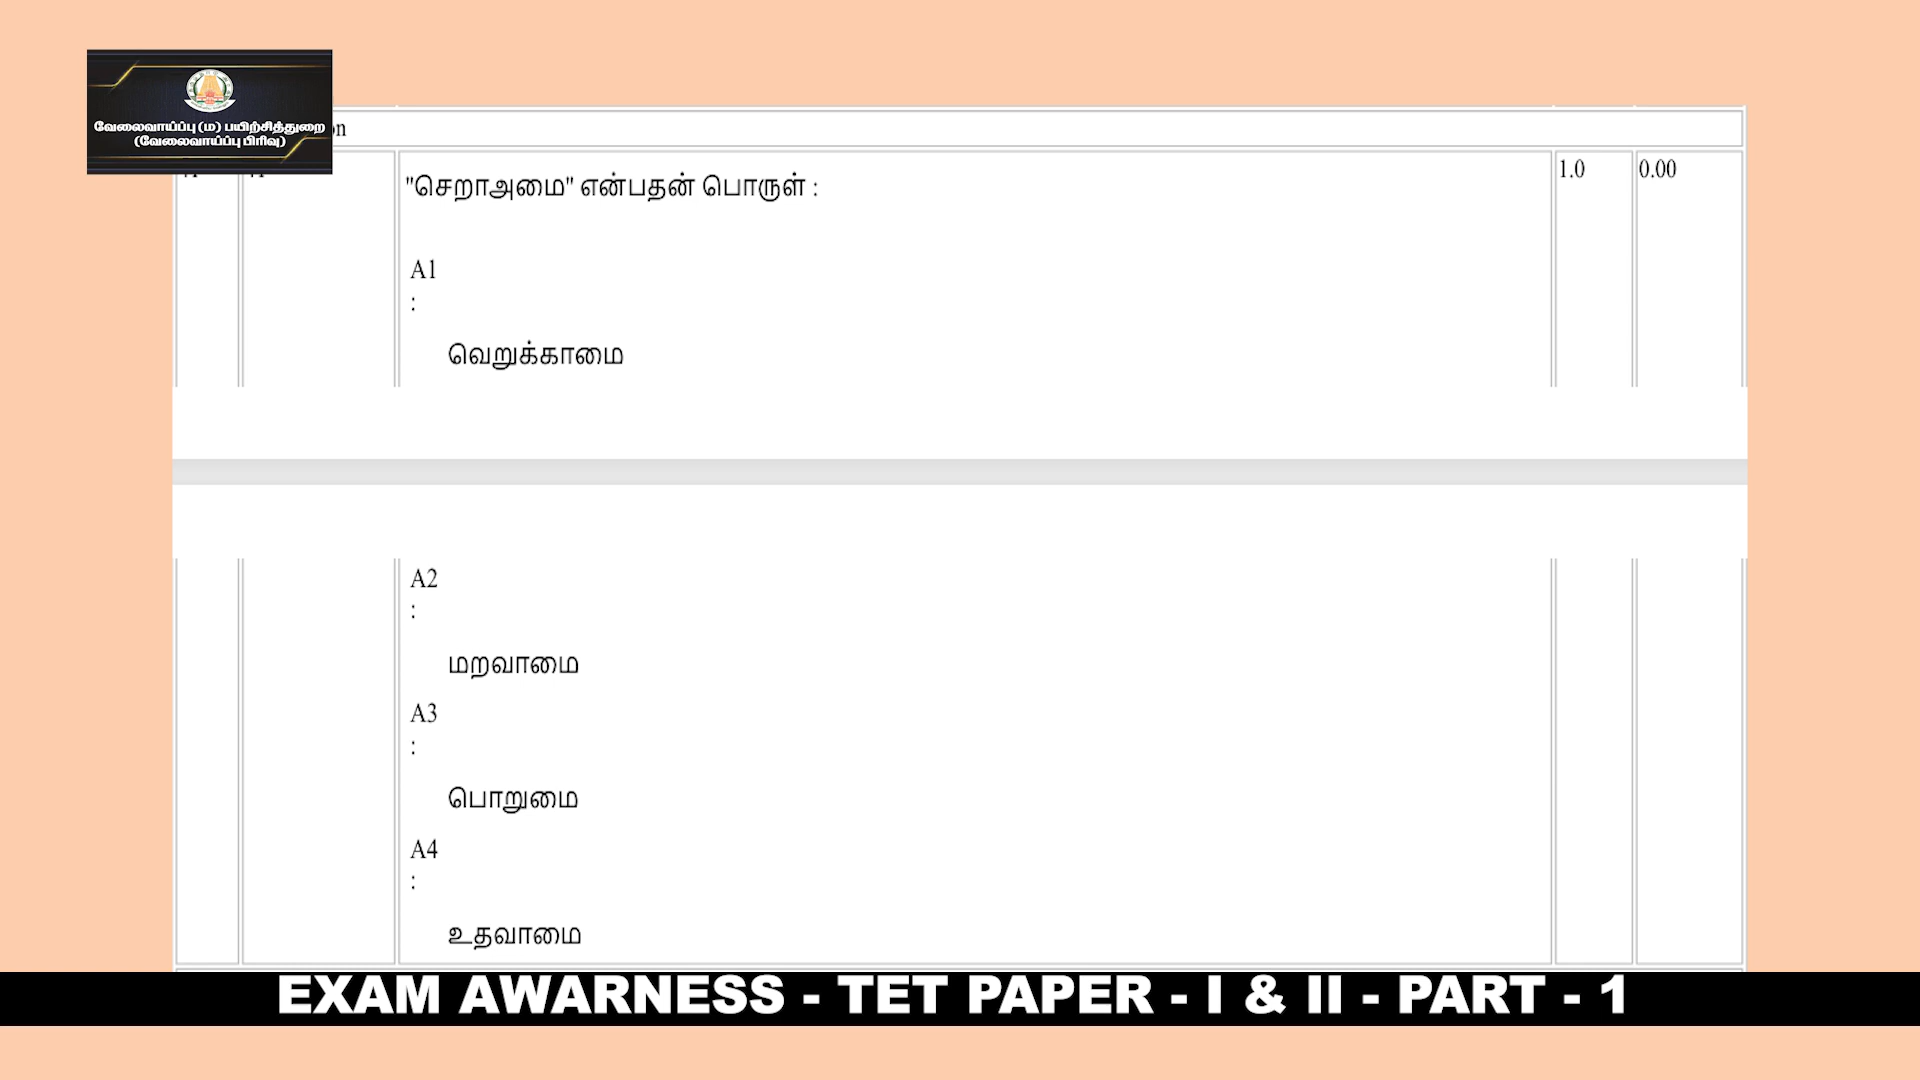 வேலைவாய்ப்பு (ம) பயிற்சித்துறை
(வேலைவாய்ப்பு பிரிவு)
"செறாஅமை" என்பதன் பொருள் :
1.0
0.00
A1
:
வெறுக்காமை
A2
:
மறவாமை
A3
:
பொறுமை
A4
:
உதவாமை
EXAM AWARNESS - TET PAPER - I & II - PART - 1